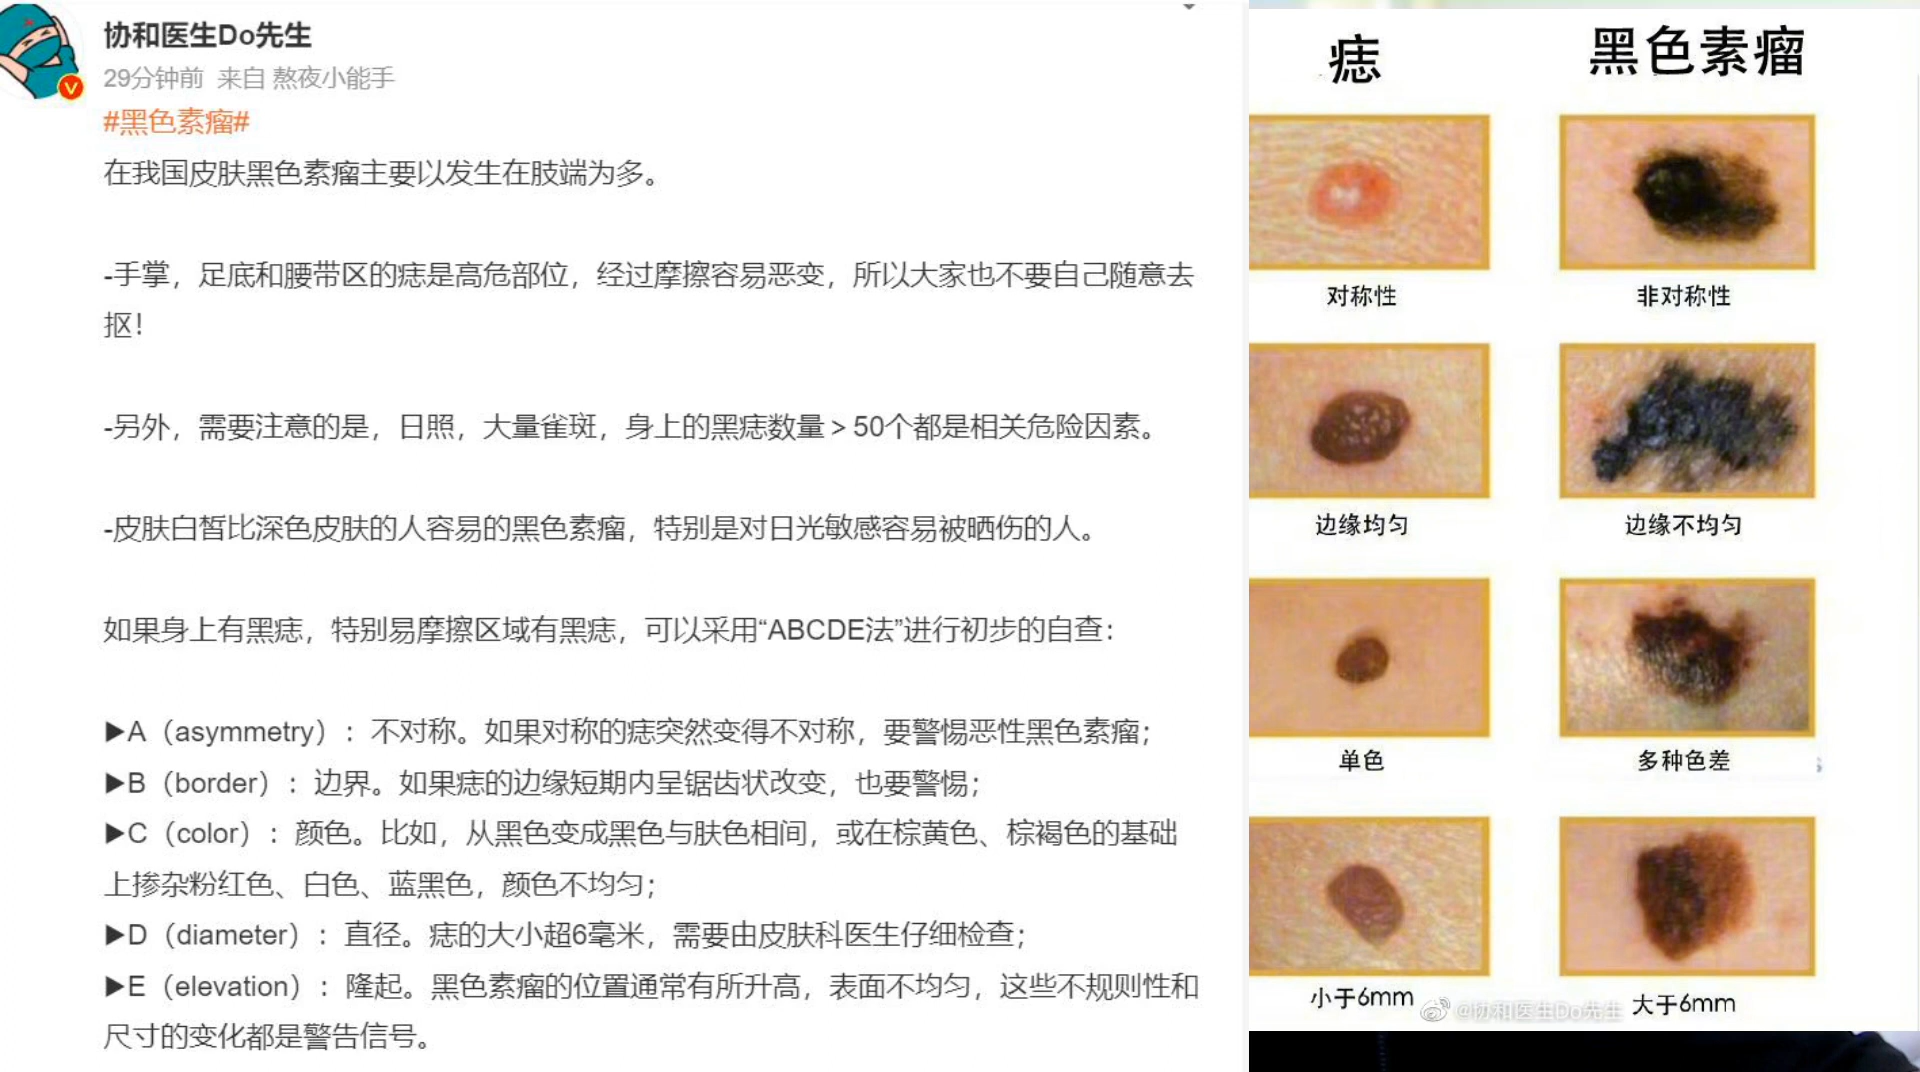 协和医生Do先生
29分钟前 来自 熬夜小能手
#黑色素瘤#
在我国皮肤黑色素瘤主要以发生在肢端为多。
-手掌，足底和腰带区的痣是高危部位，经过摩擦容易恶变，所以大家也不要自己随意去
抠！
-另外，需要注意的是，日照，大量雀斑，身上的黑痣数量＞50个都是相关危险因素。
-皮肤白皙比深色皮肤的人容易的黑色素瘤，特别是对日光敏感容易被晒伤的人。
如果身上有黑痣，特别易摩擦区域有黑痣，可以采用“ABCDE法”进行初步的自查：
▶A（asymmetry）：不对称。如果对称的痣突然变得不对称，要警惕恶性黑色素瘤；
▶B（border）：边界。如果痣的边缘短期内呈锯齿状改变，也要警惕；
▶C（color）：颜色。比如，从黑色变成黑色与肤色相间，或在棕黄色、棕褐色的基础
上掺杂粉红色、白色、蓝黑色，颜色不均匀；
▶D（diameter）：直径。痣的大小超6毫米，需要由皮肤科医生仔细检查；
▶E（elevation）：隆起。黑色素瘤的位置通常有所升高，表面不均匀，这些不规则性和
尺寸的变化都是警告信号。
痣 黑色素瘤
对称性 非对称性
边缘均匀 边缘不均匀
单色 多种色差
小于6mm 大于6mm
@协和医生Do先生